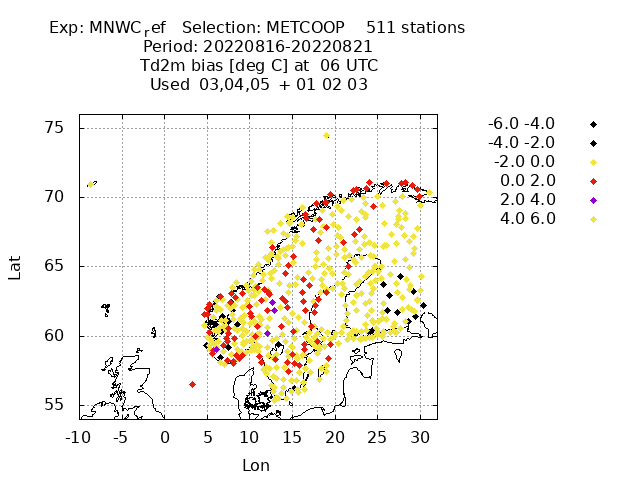 Exp: MNWCref   Selection: METCOOP    511 stations
Period: 20220816-20220821
Td2m bias [deg C] at  06 UTC
Used  03,04,05  + 01 02 03
-6.0 -4.0
-4.0 -2.0
-2.0 0.0
0.0 2.0
2.0 4.0
4.0 6.0
75
70
65
60
55
Lat
-10 -5 0 5 10 15 20 25 30
Lon